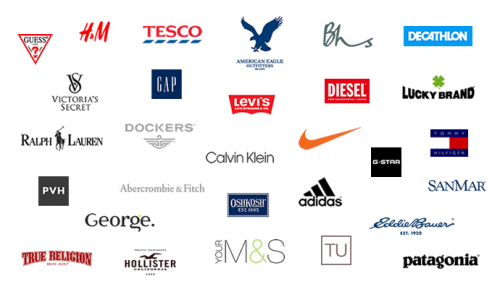 GUESS
?
H&M
TESCO
AMERICAN EAGLE
OUTFITTERS
Bhs
DECATHLON
VS
VICTORIA'S
SECRET
GAP
LEVI'S
DIESEL
LUCKY BRAND
RALPH LAUREN
DOCKERS
Calvin Klein
G-STAR
TOMMY
HILFIGER
PVH
Abercrombie & Fitch
OSHKOSH
EST. 1895
adidas
SANMAR
George.
Eddie Bauer
EST. 1920
TRUE RELIGION
HOLLISTER
CALIFORNIA
YOUR
M&S
TU
patagonia